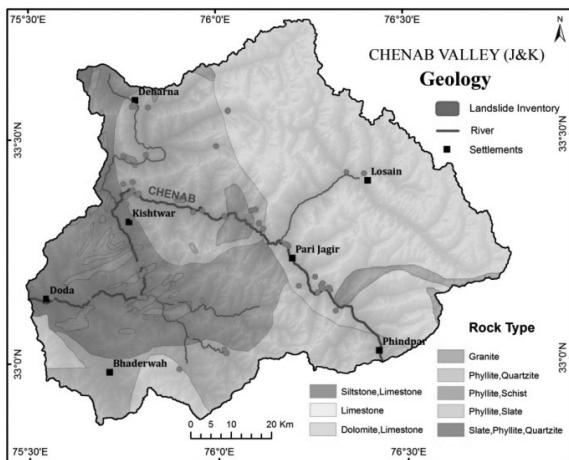 75°30'E
76°0'E
76°30'E
N
CHENAB VALLEY (J&K)
Geology
Landslide Inventory
River
Settlements
33°30'N
33°30'N
Deharna
Losain
CHENAB
Kishtwar
Pari Jagir
Doda
Phindpar
33°0'N
33°0'N
Bhaderwah
Rock Type
Granite
Phyllite,Quartzite
Phyllite,Schist
Phyllite,Slate
Slate,Phyllite,Quartzite
Siltstone,Limestone
Limestone
Dolomite,Limestone
0 5 10 20 Km
75°30'E
76°0'E
76°30'E